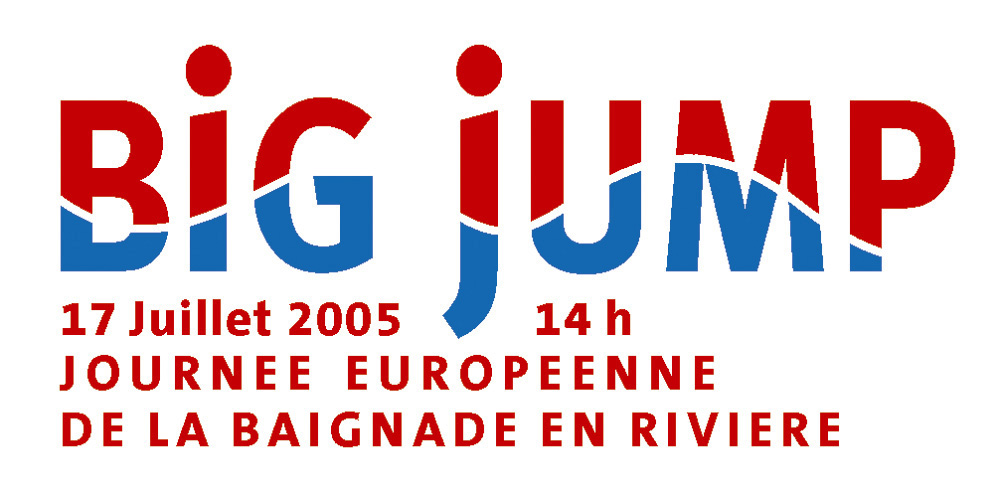 BiG jUMP
17 Juillet 2005 14 h
JOURNEE EUROPEENNE
DE LA BAIGNADE EN RIVIERE